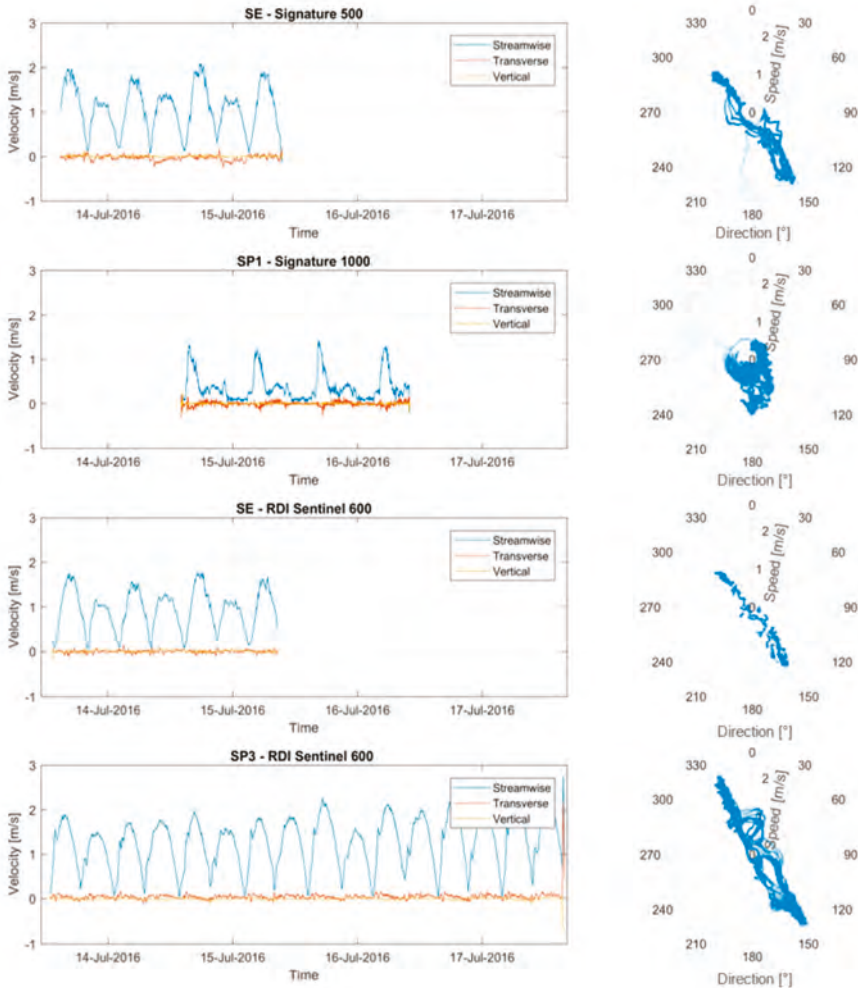 SE - Signature 500
Velocity [m/s]
3
2
1
0
-1
Streamwise
Transverse
Vertical
14-Jul-2016 15-Jul-2016 16-Jul-2016 17-Jul-2016
Time
0
330 30
300 60
270 90
240 120
210 150
180
2
1
0
Speed [m/s]
Direction [°]
SP1 - Signature 1000
Velocity [m/s]
3
2
1
0
-1
Streamwise
Transverse
Vertical
14-Jul-2016 15-Jul-2016 16-Jul-2016 17-Jul-2016
Time
0
330 30
300 60
270 90
240 120
210 150
180
2
1
0
Speed [m/s]
Direction [°]
SE - RDI Sentinel 600
Velocity [m/s]
3
2
1
0
-1
Streamwise
Transverse
Vertical
14-Jul-2016 15-Jul-2016 16-Jul-2016 17-Jul-2016
Time
0
330 30
300 60
270 90
240 120
210 150
180
2
1
0
Speed [m/s]
Direction [°]
SP3 - RDI Sentinel 600
Velocity [m/s]
3
2
1
0
-1
Streamwise
Transverse
Vertical
14-Jul-2016 15-Jul-2016 16-Jul-2016 17-Jul-2016
Time
0
330 30
300 60
270 90
240 120
210 150
180
2
1
0
Speed [m/s]
Direction [°]